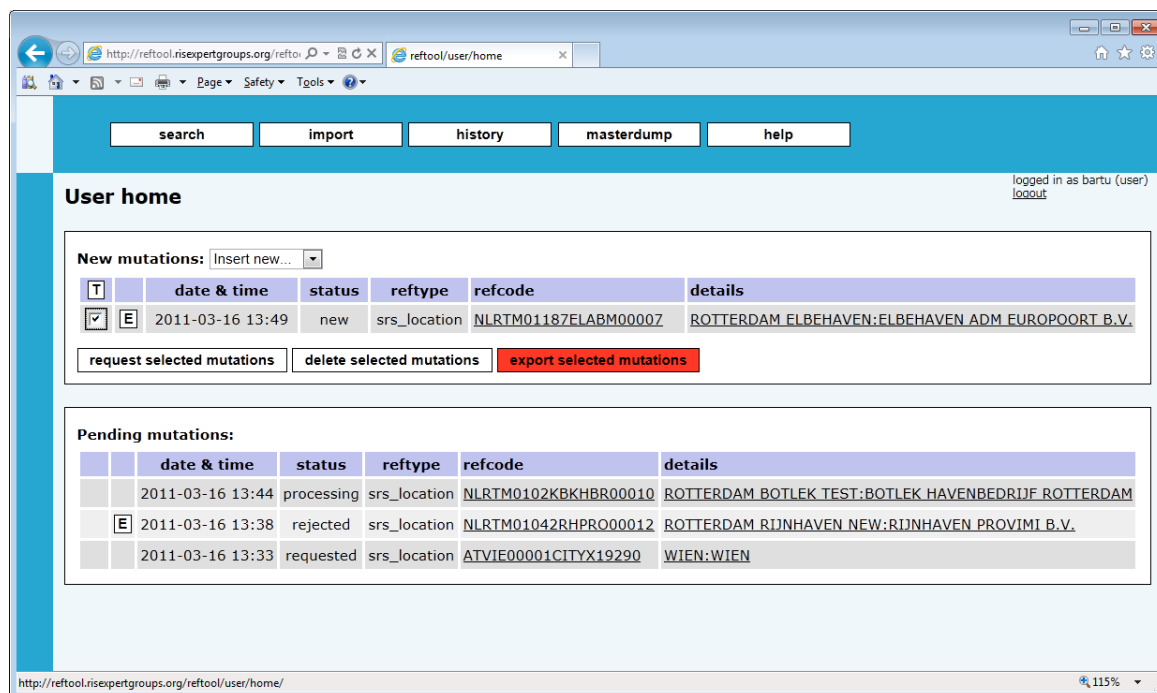 http://reftool.risexpertgroups.org/refto
reftool/user/home
Page Safety Tools
search import history masterdump help
logged in as bartu (user)
logout
User home
New mutations: Insert new...
T date & time status reftype refcode details
E 2011-03-16 13:49 new srs_location NLRTM01187ELABM00007 ROTTERDAM ELBEHAVEN:ELBEHAVEN ADM EUROPOORT B.V.
request selected mutations delete selected mutations export selected mutations
Pending mutations:
date & time status reftype refcode details
2011-03-16 13:44 processing srs_location NLRTM0102KBKHBR00010 ROTTERDAM BOTLEK TEST:BOTLEK HAVENBEDRIJF ROTTERDAM
E 2011-03-16 13:38 rejected srs_location NLRTM01042RHPRO00012 ROTTERDAM RIJNHAVEN NEW:RIJNHAVEN PROVIMI B.V.
2011-03-16 13:33 requested srs_location ATVIE00001CITYX19290 WIEN:WIEN
http://reftool.risexpertgroups.org/reftool/user/home/
115%